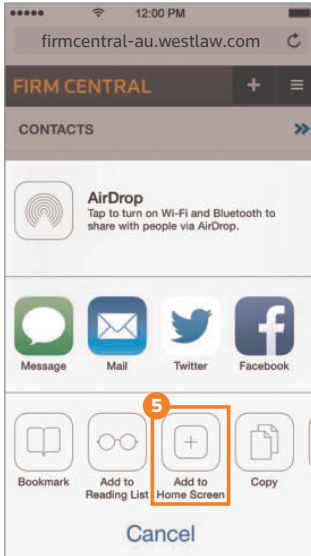 12:00 PM
firmcentral-au.westlaw.com
FIRM CENTRAL
CONTACTS
AirDrop
Tap to turn on Wi-Fi and Bluetooth to
share with people via AirDrop.
Message Mail Twitter Facebook
5
Bookmark Add to Reading List Add to Home Screen Copy
Cancel